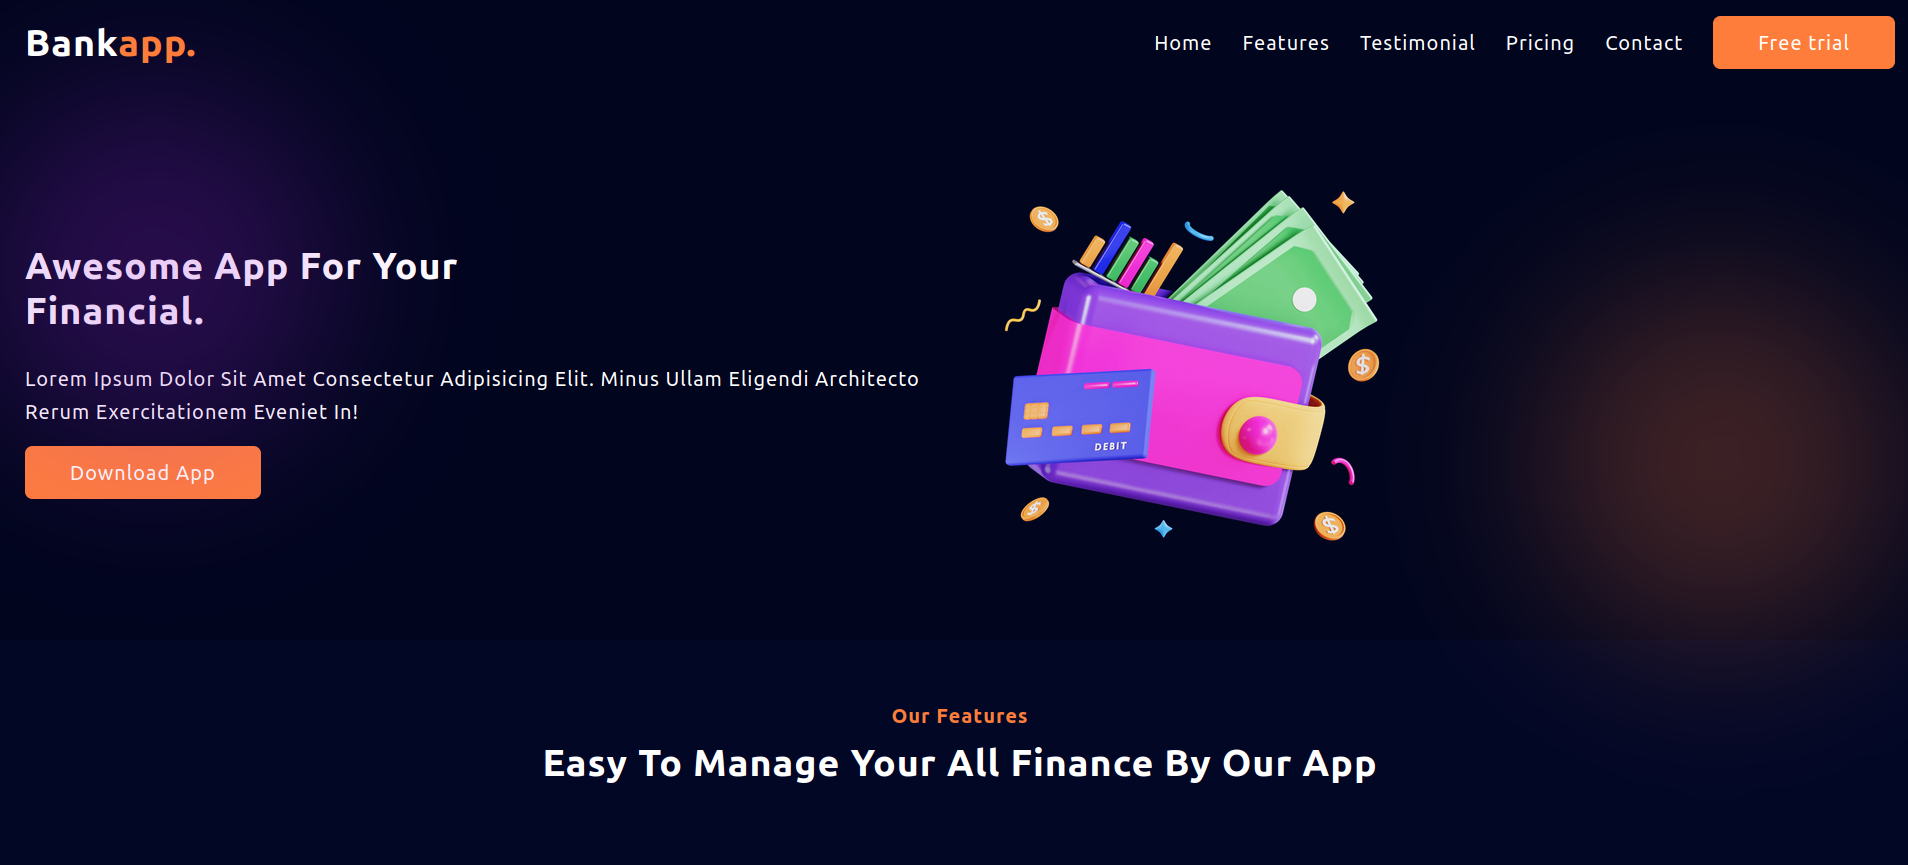 Bankapp.
Home Features Testimonial Pricing Contact Free trial
Awesome App For Your
Financial.
Lorem Ipsum Dolor Sit Amet Consectetur Adipisicing Elit. Minus Ullam Eligendi Architecto
Rerum Exercitationem Eveniet In!
Download App
$
$
DEBIT
$
$
Our Features
Easy To Manage Your All Finance By Our App